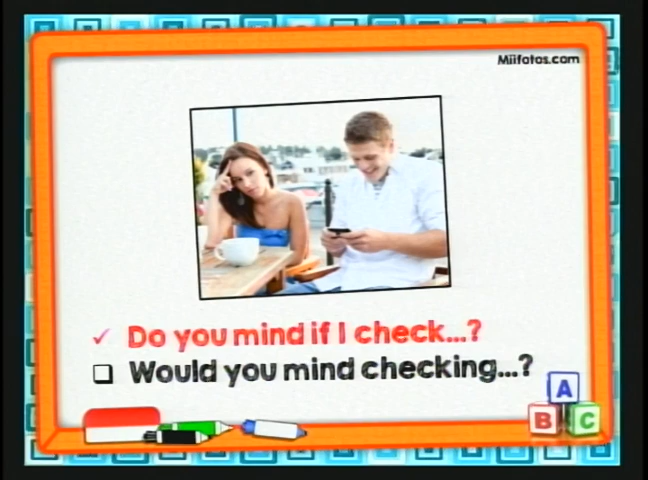 Miifotos.com
✓ Do you mind if I check...?
❑ Would you mind checking...?
A
B C